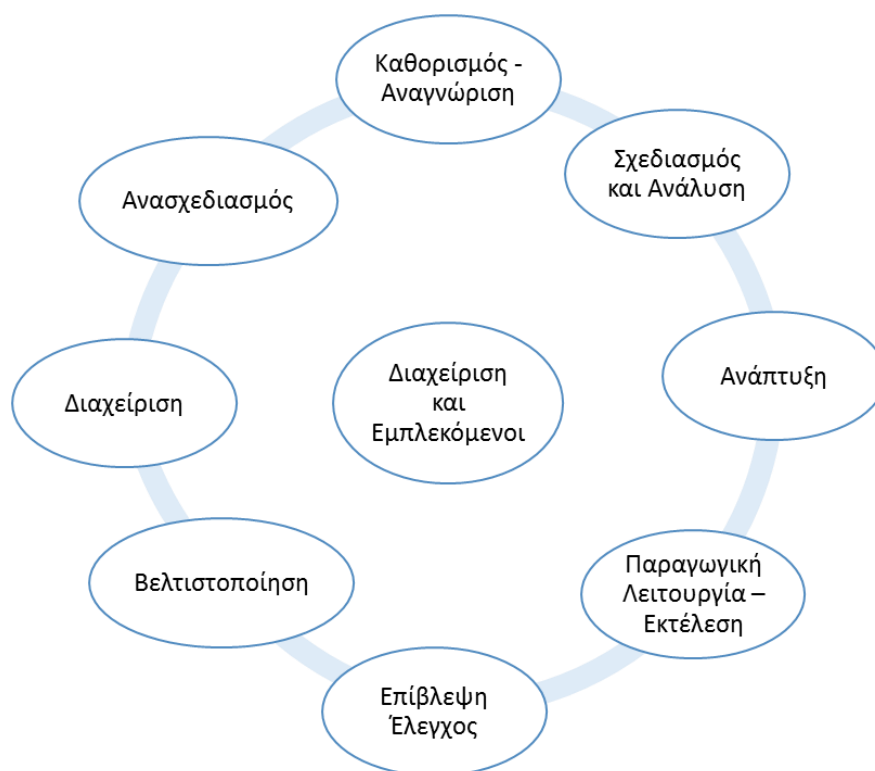 Καθορισμός -
Αναγνώριση
Σχεδιασμός
και Ανάλυση
Ανάπτυξη
Παραγωγική
Λειτουργία –
Εκτέλεση
Επίβλεψη
Έλεγχος
Βελτιστοποίηση
Διαχείριση
Ανασχεδιασμός
Διαχείριση
και
Εμπλεκόμενοι